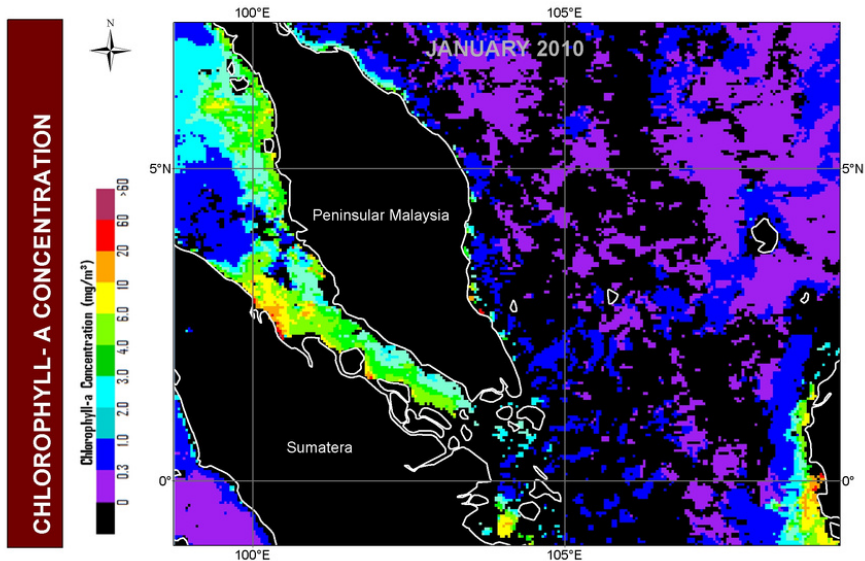 N
100°E
105°E
JANUARY 2010
CHLOROPHYLL- A CONCENTRATION
Chlorophyll-a Concentration (mg/m³)
>60
60
20
10
6.0
4.0
3.0
2.0
1.0
0.3
0
5°N
5°N
Peninsular Malaysia
Sumatera
0°
0°
100°E
105°E